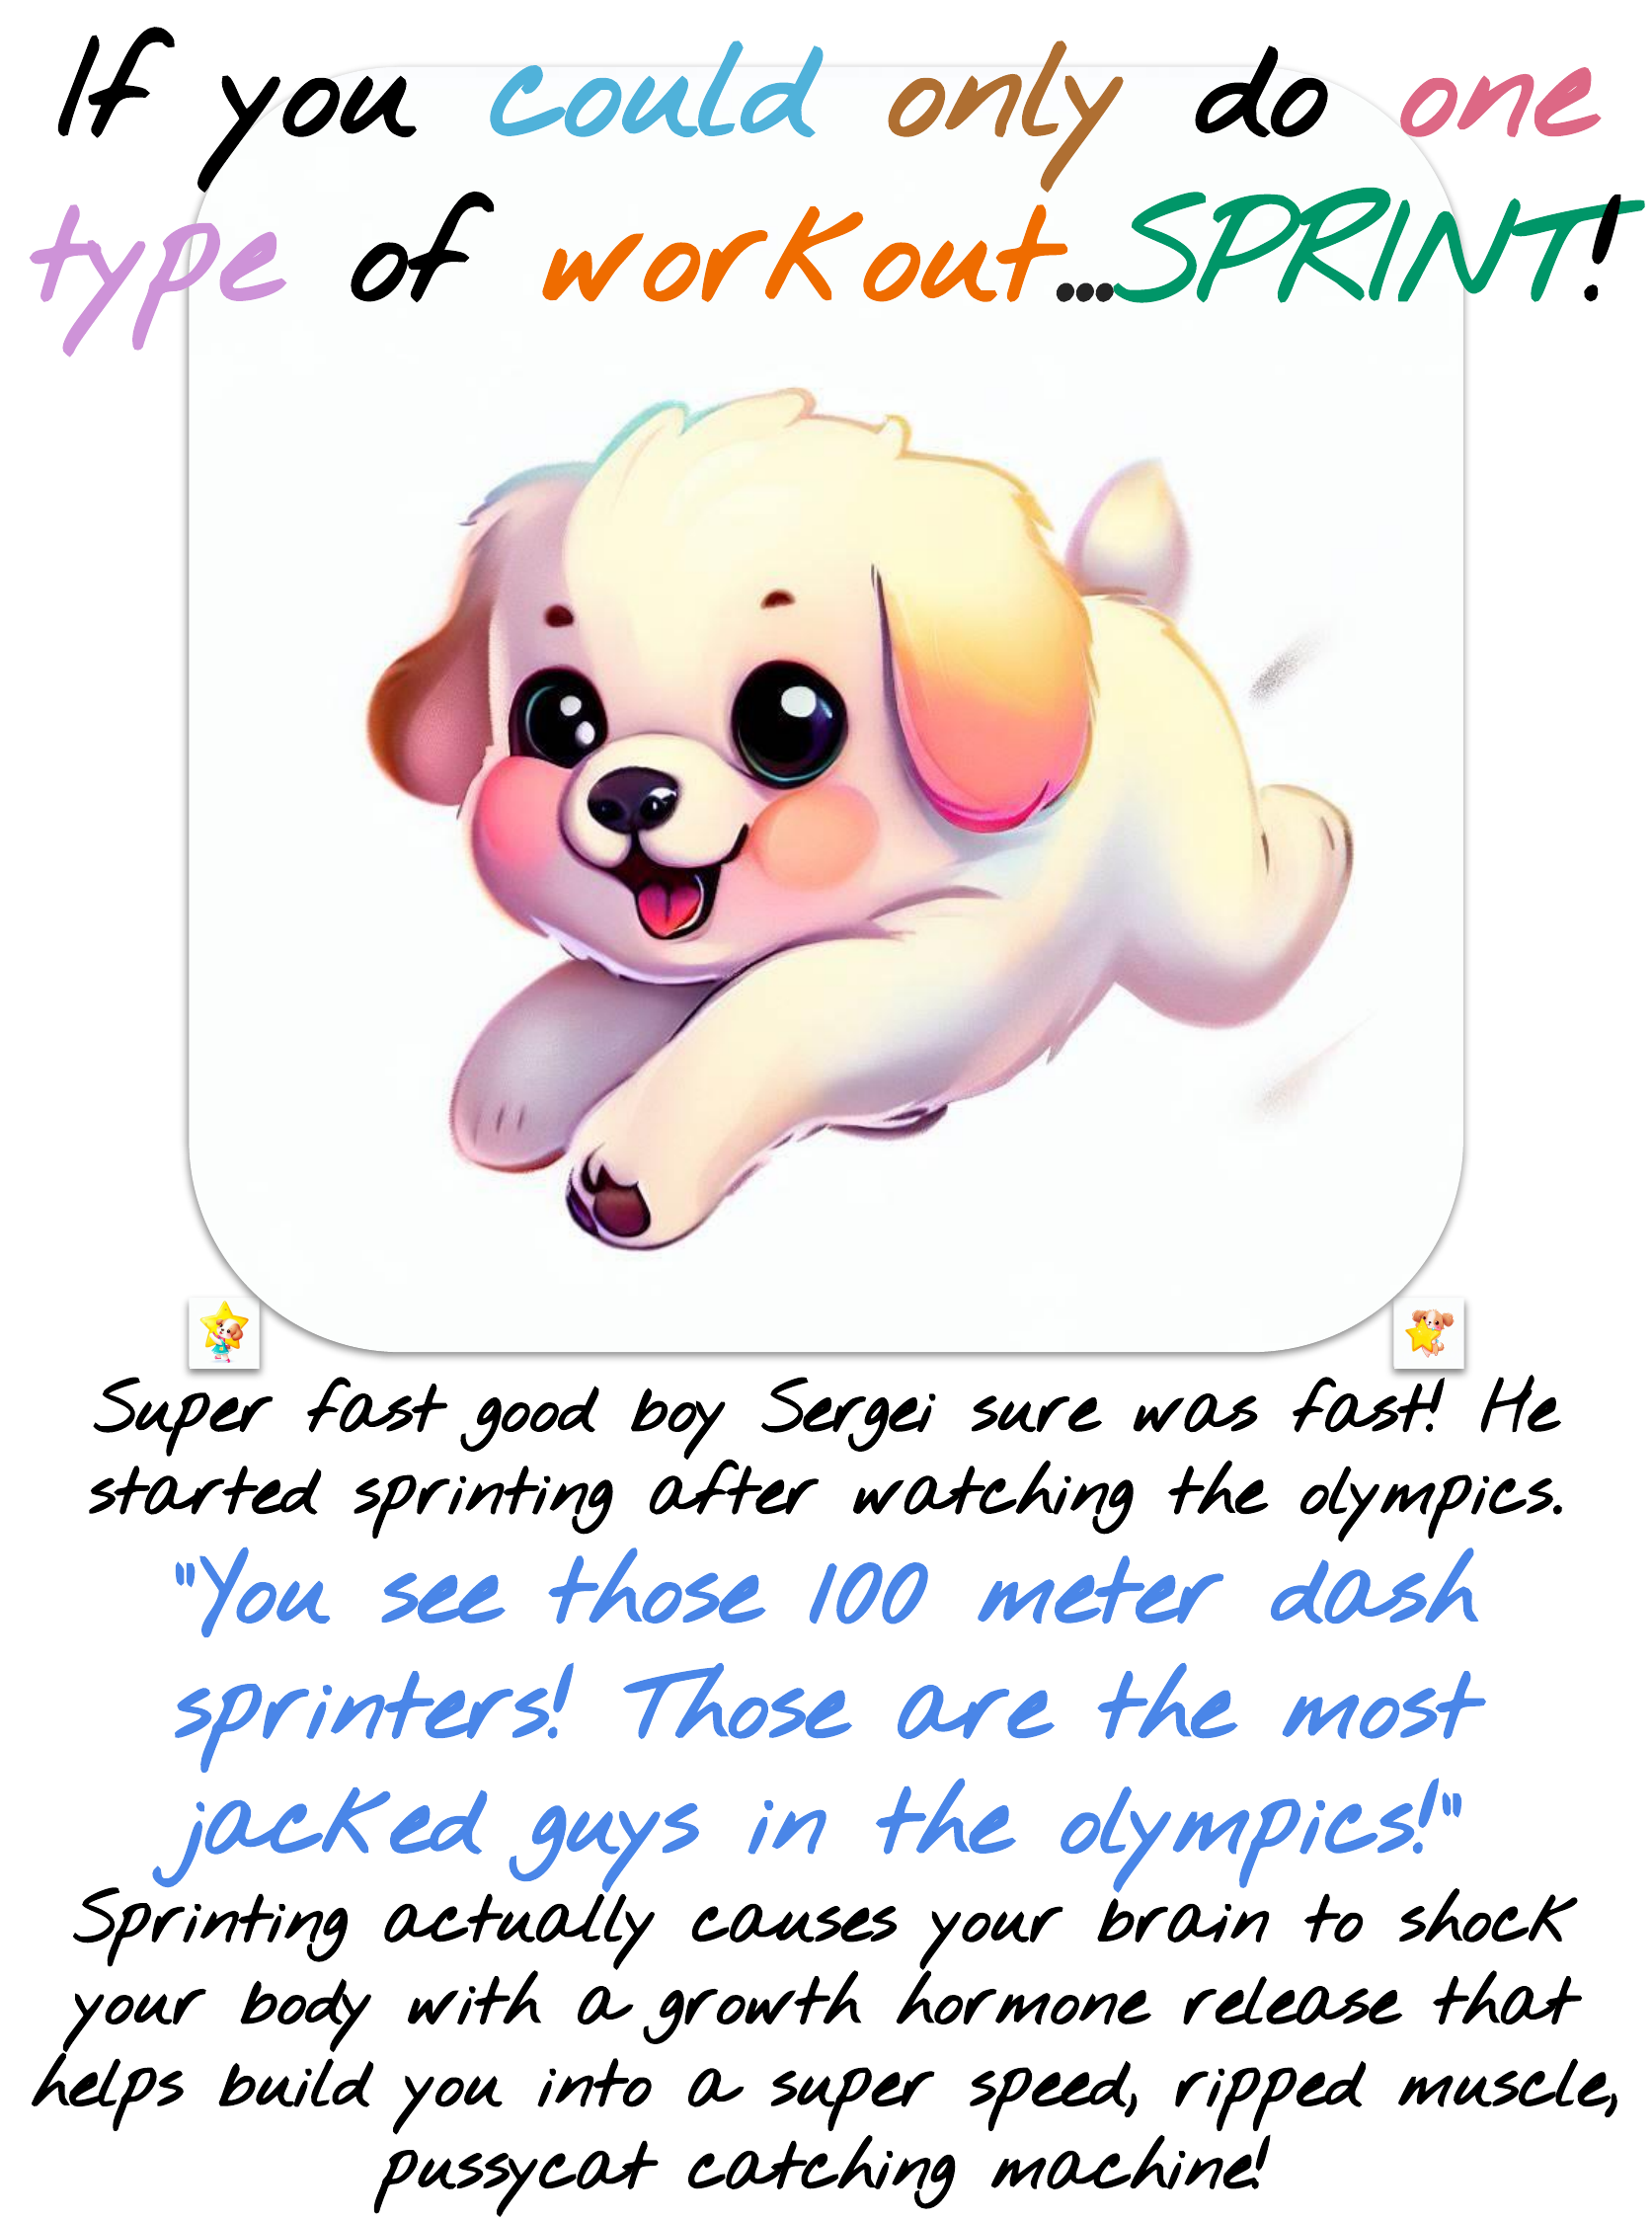 If you could only do one
type of workout...SPRINT!
Super fast good boy Sergei sure was fast! He
started sprinting after watching the olympics.
"You see those 100 meter dash
sprinters! Those are the most
jacked guys in the olympics!"
Sprinting actually causes your brain to shock
your body with a growth hormone release that
helps build you into a super speed, ripped muscle,
pussycat catching machine!